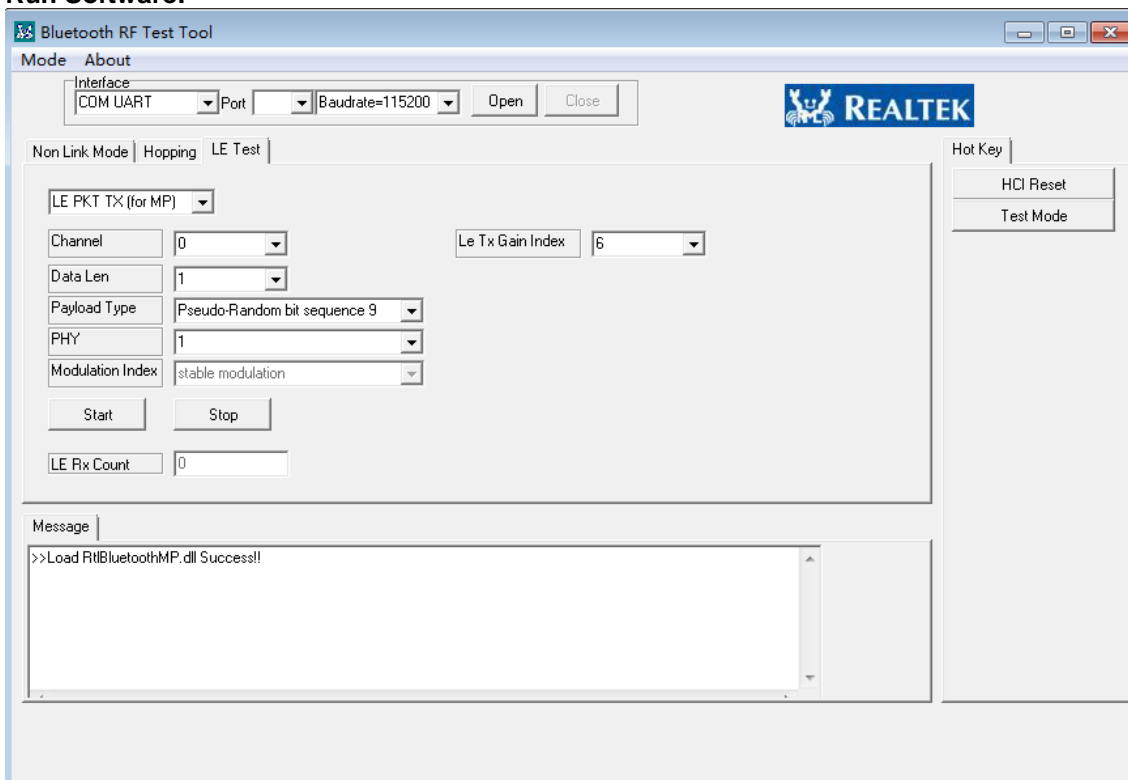 Run Software:
Bluetooth RF Test Tool
Mode About
Interface
COM UART Port Baudrate=115200 Open Close
REALTEK
Non Link Mode Hopping LE Test
Hot Key
HCI Reset
Test Mode
LE PKT TX (for MP)
Channel 0 Le Tx Gain Index 6
Data Len 1
Payload Type Pseudo-Random bit sequence 9
PHY 1
Modulation Index stable modulation
Start Stop
LE Rx Count 0
Message
>>Load RtlBluetoothMP.dll Success!!